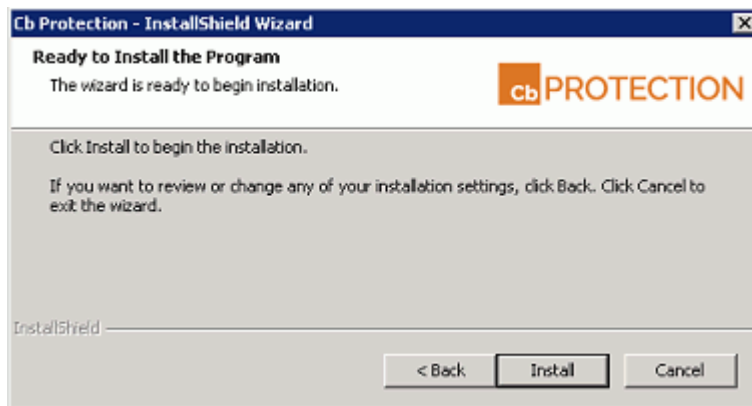 Cb Protection - InstallShield Wizard
Ready to Install the Program
The wizard is ready to begin installation.
Cb PROTECTION
Click Install to begin the installation.
If you want to review or change any of your installation settings, click Back. Click Cancel to
exit the wizard.
InstallShield
< Back Install Cancel